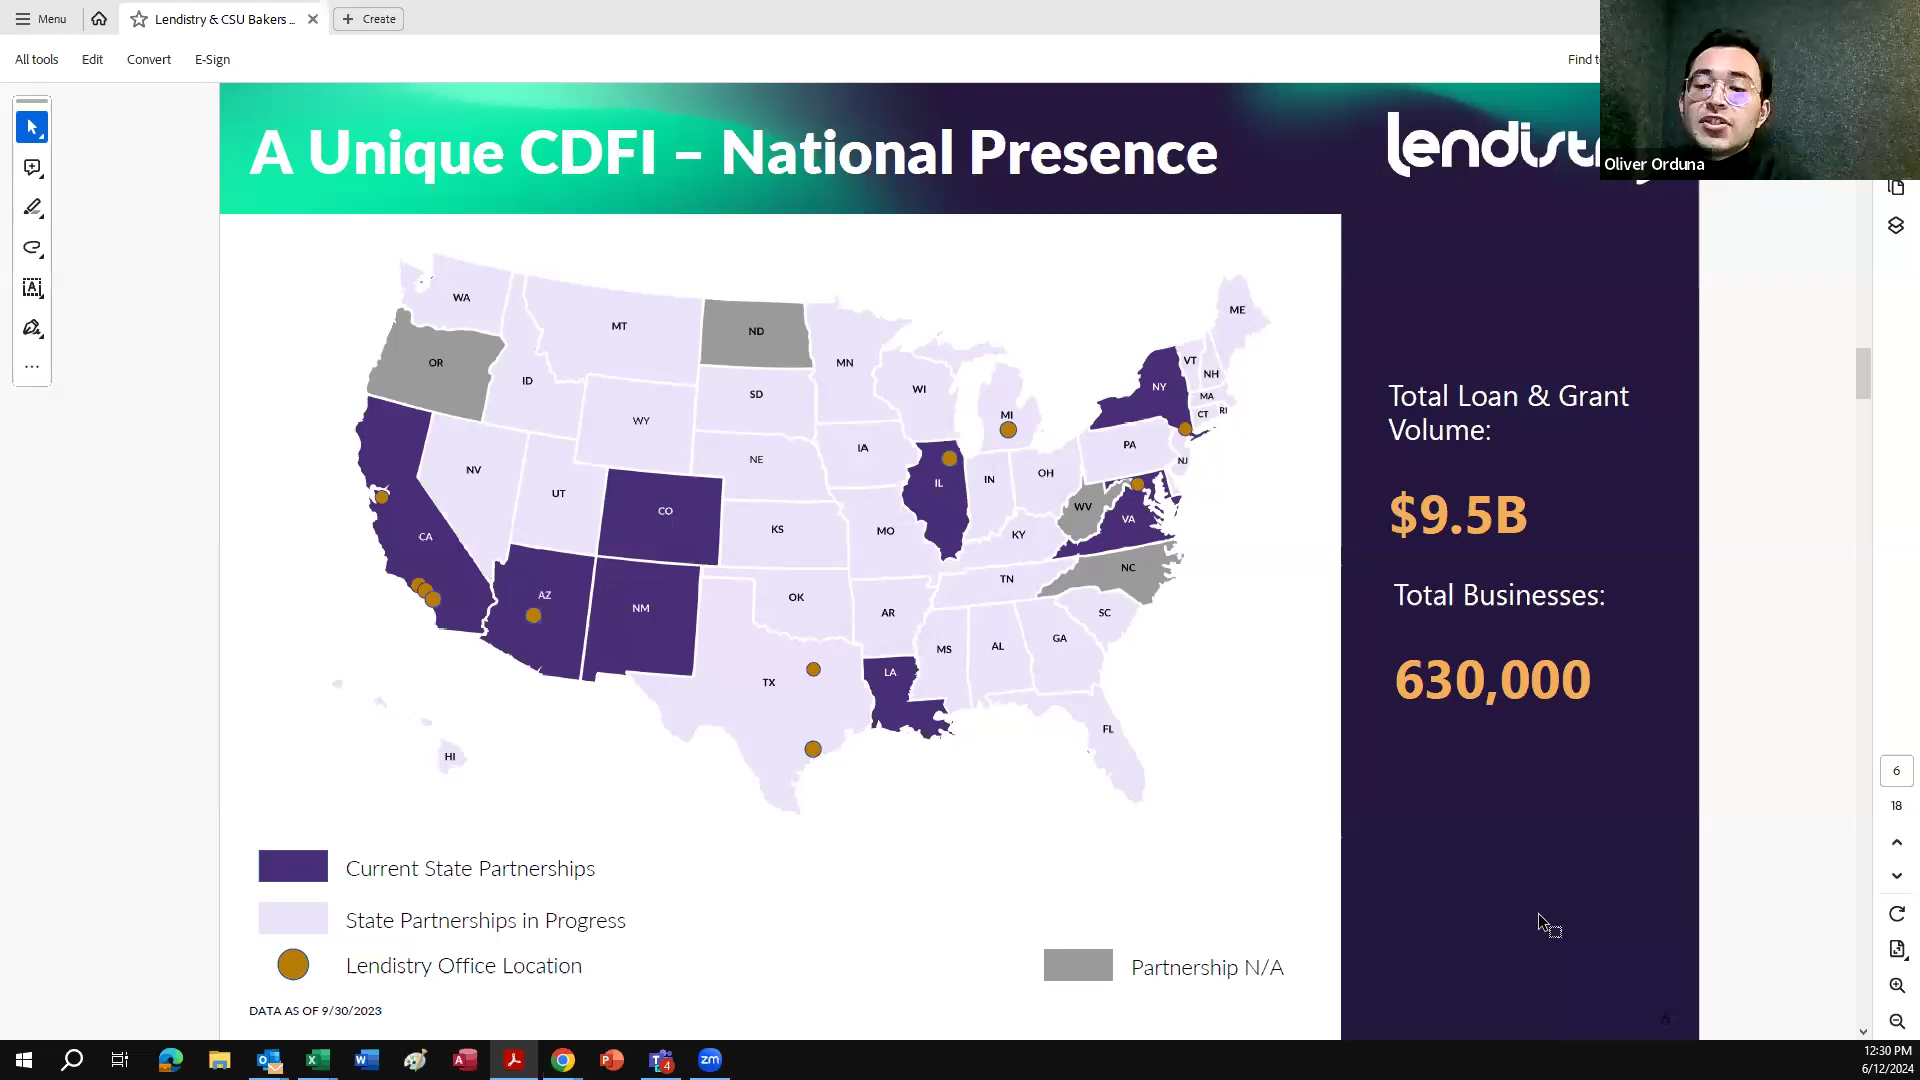 Menu
Lendistry & CSU Bakers ...
Create
All tools
Edit
Convert
E-Sign
Find t
A Unique CDFI – National Presence
lendist
Oliver Orduna
WA
MT
ND
OR
ID
MN
ME
VT
NH
NY
WI
SD
WY
MA
CT
RI
MI
PA
NJ
IA
NE
NV
UT
CO
IL
IN
OH
WV
VA
KS
MO
KY
CA
NC
TN
AZ
NM
OK
AR
SC
MS
AL
GA
TX
LA
FL
HI
Total Loan & Grant
Volume:
$9.5B
Total Businesses:
630,000
Current State Partnerships
State Partnerships in Progress
Lendistry Office Location
Partnership N/A
DATA AS OF 9/30/2023
6
6
18
4
zm
12:30 PM
6/12/2024